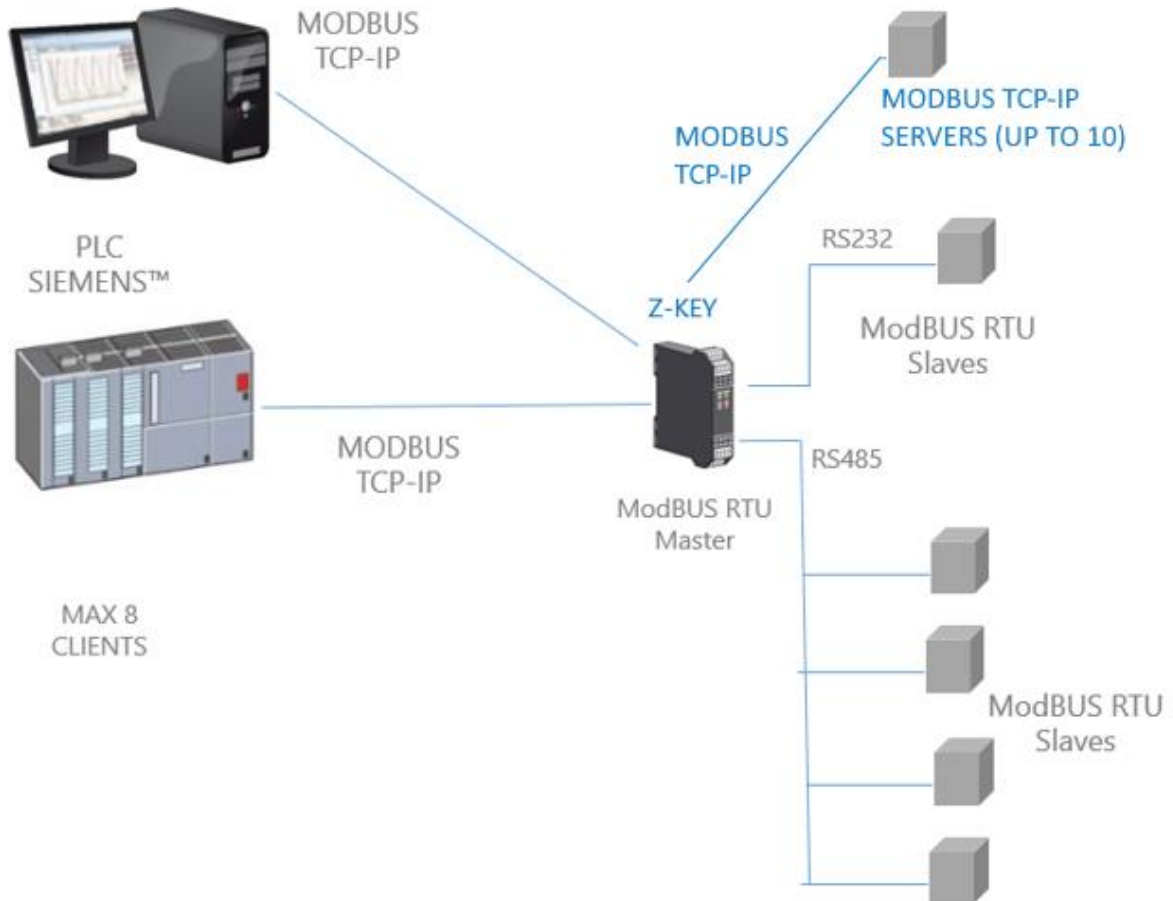 MODBUS
TCP-IP
MODBUS TCP-IP
SERVERS (UP TO 10)
MODBUS
TCP-IP
PLC
SIEMENS™
RS232
Z-KEY
ModBUS RTU
Slaves
MODBUS
TCP-IP
RS485
ModBUS RTU
Master
MAX 8
CLIENTS
ModBUS RTU
Slaves